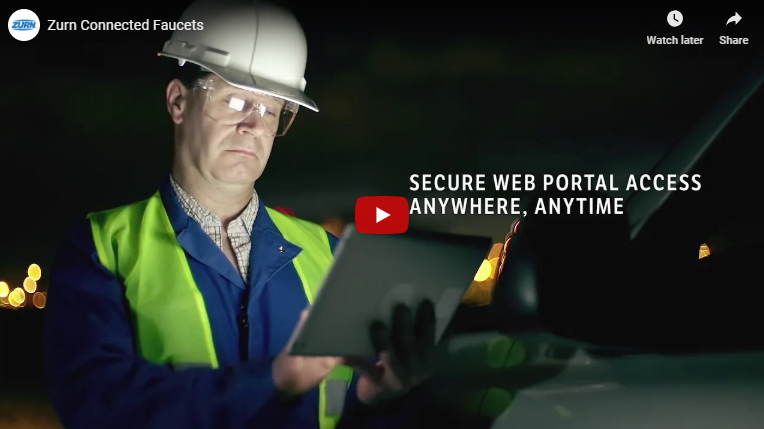 ZURN
Zurn Connected Faucets
Watch later
Share
SECURE WEB PORTAL ACCESS
ANYWHERE, ANYTIME